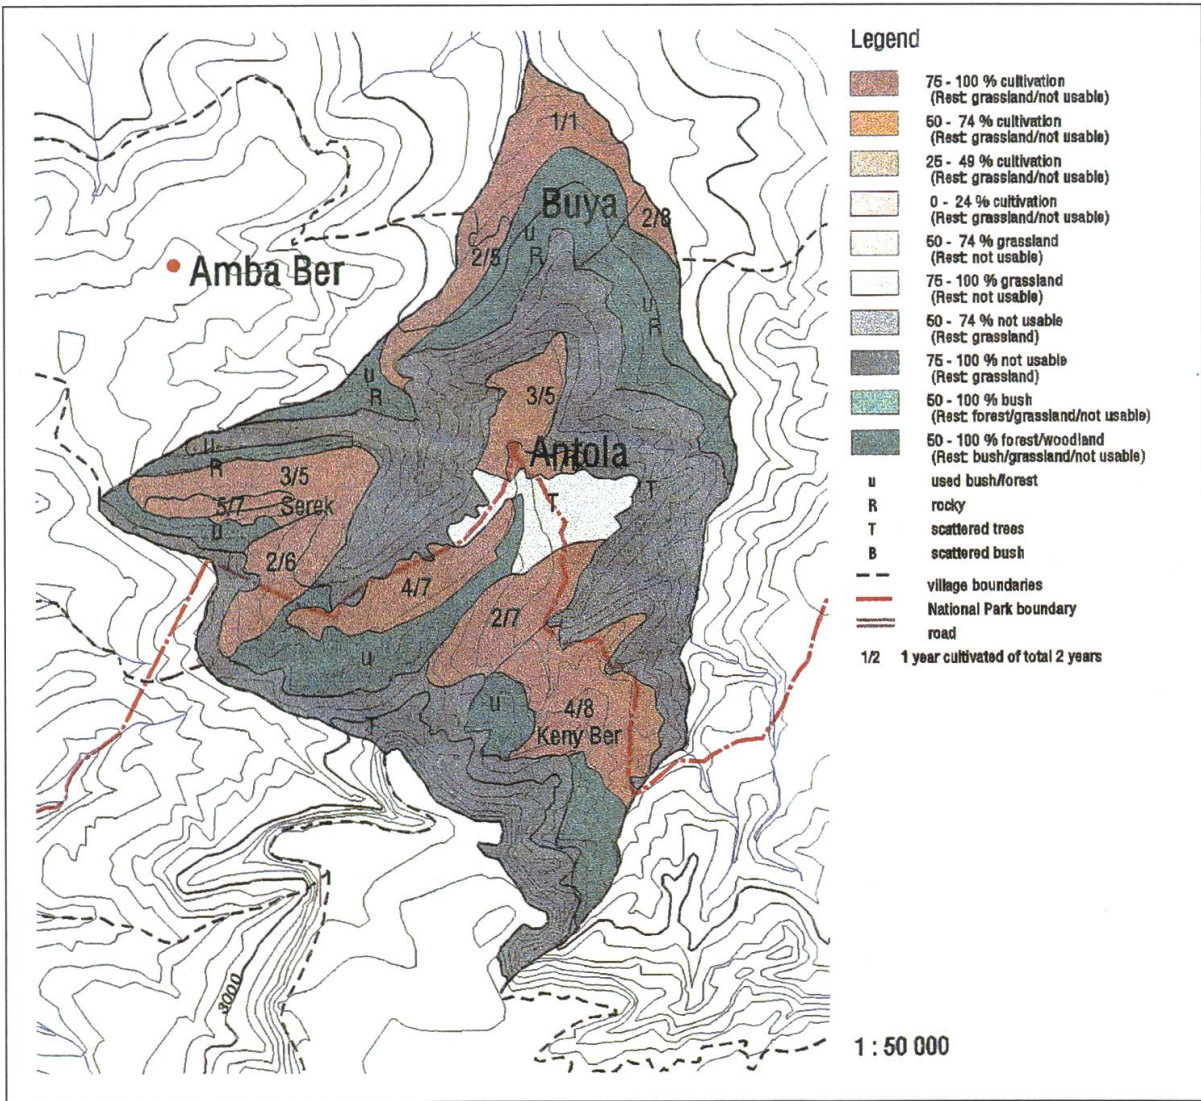 Legend
75 - 100 % cultivation
(Rest: grassland/not usable)
50 - 74 % cultivation
(Rest: grassland/not usable)
25 - 49 % cultivation
(Rest: grassland/not usable)
0 - 24 % cultivation
(Rest: grassland/not usable)
50 - 74 % grassland
(Rest: not usable)
75 - 100 % grassland
(Rest: not usable)
50 - 74 % not usable
(Rest: grassland)
75 - 100 % not usable
(Rest: grassland)
50 - 100 % bush
(Rest: forest/grassland/not usable)
50 - 100 % forest/woodland
(Rest: bush/grassland/not usable)
u used bush/forest
R rocky
T scattered trees
B scattered bush
village boundaries
National Park boundary
road
1/2 1 year cultivated of total 2 years
1 : 50 000
1/1
Buya
2/8
u
R
2/5
Amba Ber
u
R
u
R
3/5
u
R
Antola
3/5
T
5/7
Serek
T
u
2/6
4/7
2/7
u
u
4/8
T
Keny Ber
3000